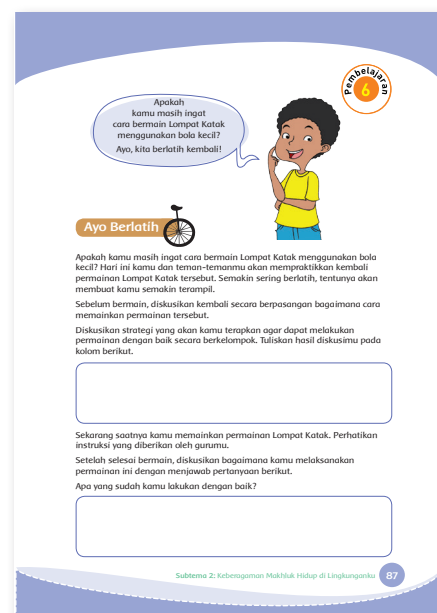 Pembelajaran
6
Apakah
kamu masih ingat
cara bermain Lompat Katak
menggunakan bola kecil?
Ayo, kita berlatih kembali!
Ayo Berlatih
Apakah kamu masih ingat cara bermain Lompat Katak menggunakan bola
kecil? Hari ini kamu dan teman-temanmu akan mempraktikkan kembali
permainan Lompat Katak tersebut. Semakin sering berlatih, tentunya akan
membuat kamu semakin terampil.
Sebelum bermain, diskusikan kembali secara berpasangan bagaimana cara
memainkan permainan tersebut.
Diskusikan strategi yang akan kamu terapkan agar dapat melakukan
permainan dengan baik secara berkelompok. Tuliskan hasil diskusimu pada
kolom berikut.
Sekarang saatnya kamu memainkan permainan Lompat Katak. Perhatikan
instruksi yang diberikan oleh gurumu.
Setelah selesai bermain, diskusikan bagaimana kamu melaksanakan
permainan ini dengan menjawab pertanyaan berikut.
Apa yang sudah kamu lakukan dengan baik?
Subtema 2: Keberagaman Makhluk Hidup di Lingkunganku 87